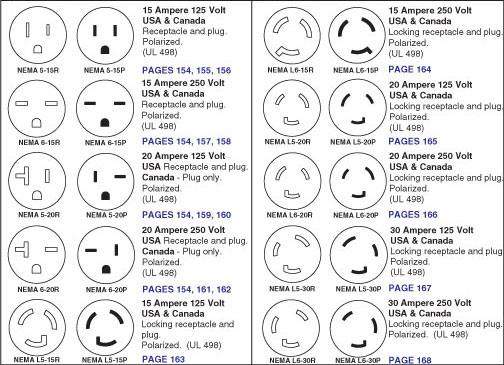 15 Ampere 125 Volt
USA & Canada
Receptacle and plug.
Polarized.
(UL 498)
NEMA 5-15R NEMA 5-15P PAGES 154, 155, 156
15 Ampere 250 Volt
USA & Canada
Receptacle and plug.
Polarized.
(UL 498)
NEMA 6-15R NEMA 6-15P PAGES 154, 157, 158
20 Ampere 125 Volt
USA Receptacle and plug.
Canada - Plug only.
Polarized.
(UL 498)
NEMA 5-20R NEMA 5-20P PAGES 154, 159, 160
20 Ampere 250 Volt
USA Receptacle and plug.
Canada - Plug only.
Polarized.
(UL 498)
NEMA 6-20R NEMA 6-20P PAGES 154, 161, 162
15 Ampere 125 Volt
USA & Canada
Locking receptacle and
plug.
Polarized. (UL 498)
NEMA L5-15R NEMA L5-15P PAGE 163
15 Ampere 250 Volt
USA & Canada
Locking receptacle and plug.
Polarized.
(UL 498)
NEMA L6-15R NEMA L6-15P PAGE 164
20 Ampere 125 Volt
USA & Canada
Locking receptacle and plug.
Polarized.
(UL 498)
NEMA L5-20R NEMA L5-20P PAGES 165
20 Ampere 250 Volt
USA & Canada
Locking receptacle and plug.
Polarized.
(UL 498)
NEMA L6-20R NEMA L6-20P PAGES 166
30 Ampere 125 Volt
USA & Canada
Locking receptacle and plug.
Polarized.
(UL 498)
NEMA L5-30R NEMA L5-30P PAGE 167
30 Ampere 250 Volt
USA & Canada
Locking receptacle and plug.
Polarized. (UL 498)
NEMA L6-30R NEMA L6-30P PAGE 168